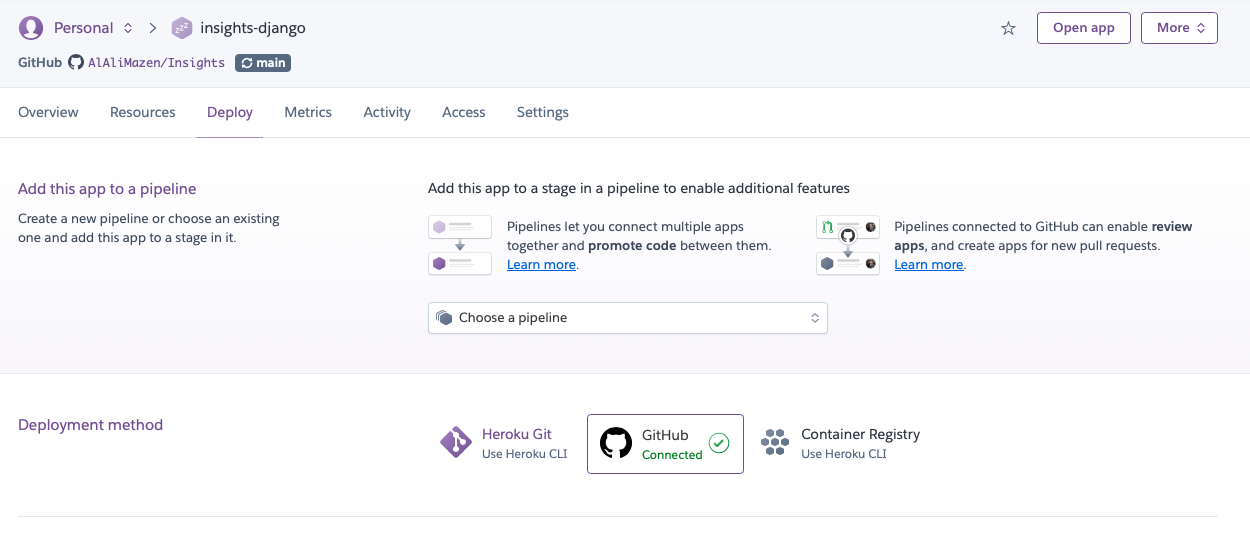 Personal
insights-django
Open app
More
GitHub AlAliMazen/Insights main
Overview
Resources
Deploy
Metrics
Activity
Access
Settings
Add this app to a pipeline
Create a new pipeline or choose an existing
one and add this app to a stage in it.
Add this app to a stage in a pipeline to enable additional features
Pipelines let you connect multiple apps
together and promote code between them.
Learn more.
Pipelines connected to GitHub can enable review
apps, and create apps for new pull requests.
Learn more.
Choose a pipeline
Deployment method
Heroku Git
Use Heroku CLI
GitHub
Connected
Container Registry
Use Heroku CLI